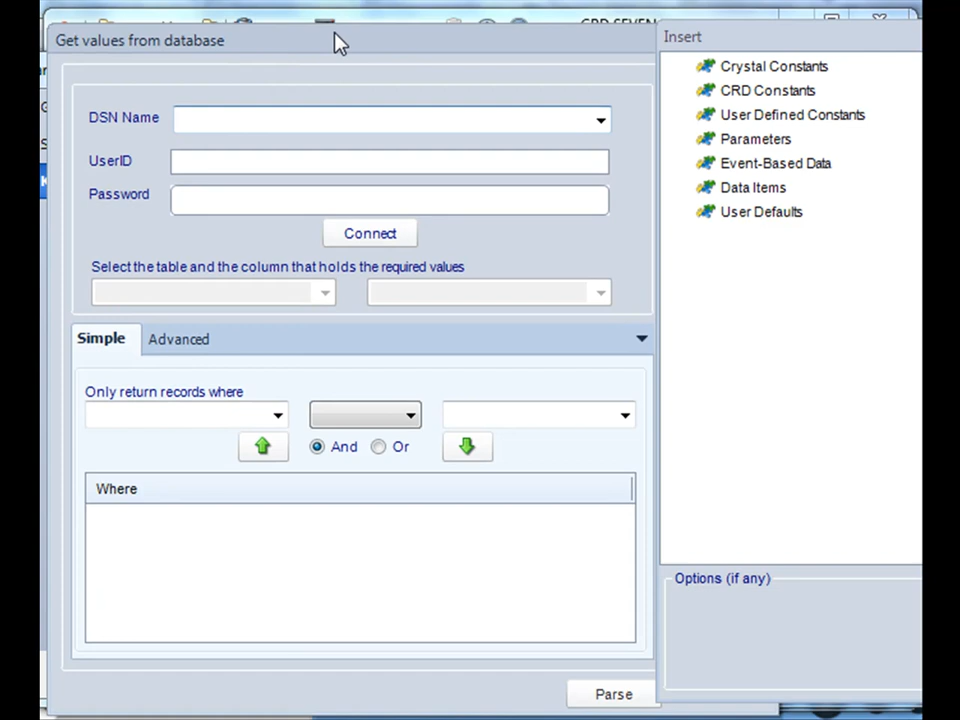 CRD SEVEN
Get values from database
Insert
DSN Name
UserID
Password
Connect
Select the table and the column that holds the required values
Simple
Advanced
Only return records where
And
Or
Where
Parse
Crystal Constants
CRD Constants
User Defined Constants
Parameters
Event-Based Data
Data Items
User Defaults
Options (if any)